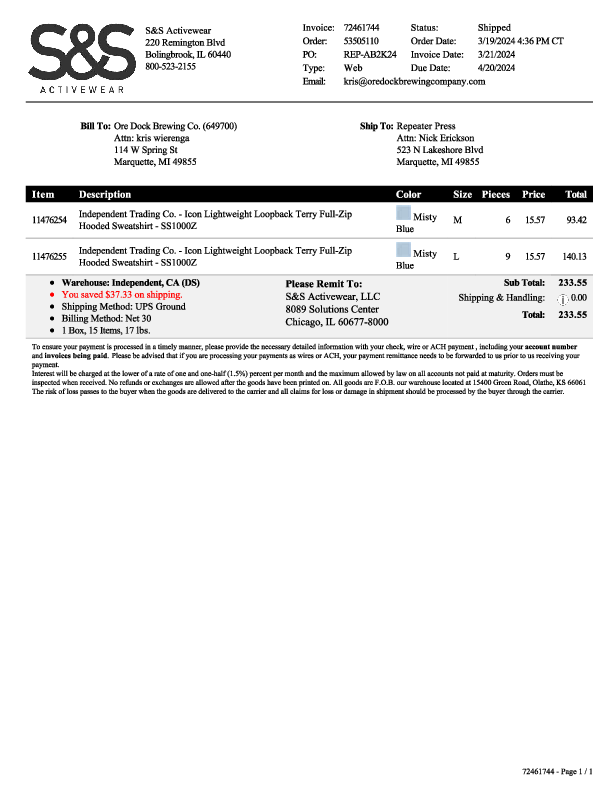 S&S
ACTIVEWEAR
S&S Activewear
220 Remington Blvd
Bolingbrook, IL 60440
800-523-2155
Invoice: 72461744 Status: Shipped
Order: 53505110 Order Date: 3/19/2024 4:36 PM CT
PO: REP-AB2K24 Invoice Date: 3/21/2024
Type: Web Due Date: 4/20/2024
Email: kris@oredockbrewingcompany.com
Bill To: Ore Dock Brewing Co. (649700)
Attn: kris wierenga
114 W Spring St
Marquette, MI 49855
Ship To: Repeater Press
Attn: Nick Erickson
523 N Lakeshore Blvd
Marquette, MI 49855
Item Description Color Size Pieces Price Total
11476254 Independent Trading Co. - Icon Lightweight Loopback Terry Full-Zip Hooded Sweatshirt - SS1000Z Misty Blue M 6 15.57 93.42
11476255 Independent Trading Co. - Icon Lightweight Loopback Terry Full-Zip Hooded Sweatshirt - SS1000Z Misty Blue L 9 15.57 140.13
• Warehouse: Independent, CA (DS)
• You saved $37.33 on shipping.
• Shipping Method: UPS Ground
• Billing Method: Net 30
• 1 Box, 15 Items, 17 lbs.
Please Remit To:
S&S Activewear, LLC
8089 Solutions Center
Chicago, IL 60677-8000
Sub Total: 233.55
Shipping & Handling: 0.00
Total: 233.55
To ensure your payment is processed in a timely manner, please provide the necessary detailed information with your check, wire or ACH payment , including your account number
and invoices being paid. Please be advised that if you are processing your payments as wires or ACH, your payment remittance needs to be forwarded to us prior to us receiving your
payment.
Interest will be charged at the lower of a rate of one and one-half (1.5%) percent per month and the maximum allowed by law on all accounts not paid at maturity. Orders must be
inspected when received. No refunds or exchanges are allowed after the goods have been printed on. All goods are F.O.B. our warehouse located at 15400 Green Road, Olathe, KS 66061
The risk of loss passes to the buyer when the goods are delivered to the carrier and all claims for loss or damage in shipment should be processed by the buyer through the carrier.
72461744 - Page 1 / 1